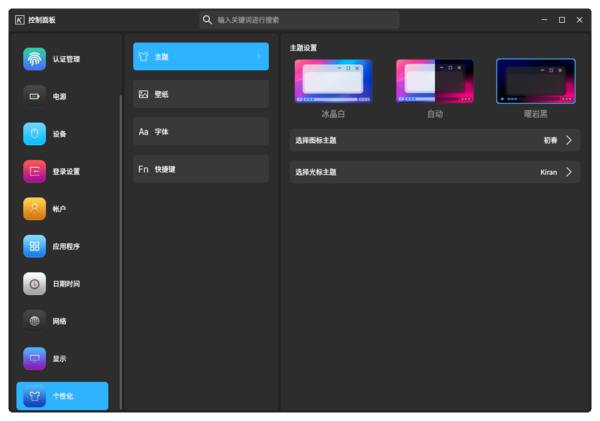 控制面板
输入关键词进行搜索
认证管理
电源
设备
登录设置
帐户
应用程序
日期时间
网络
显示
个性化
主题
壁纸
Aa 字体
Fn 快捷键
主题设置
冰晶白 自动 曜岩黑
选择图标主题 初春
选择光标主题 Kiran